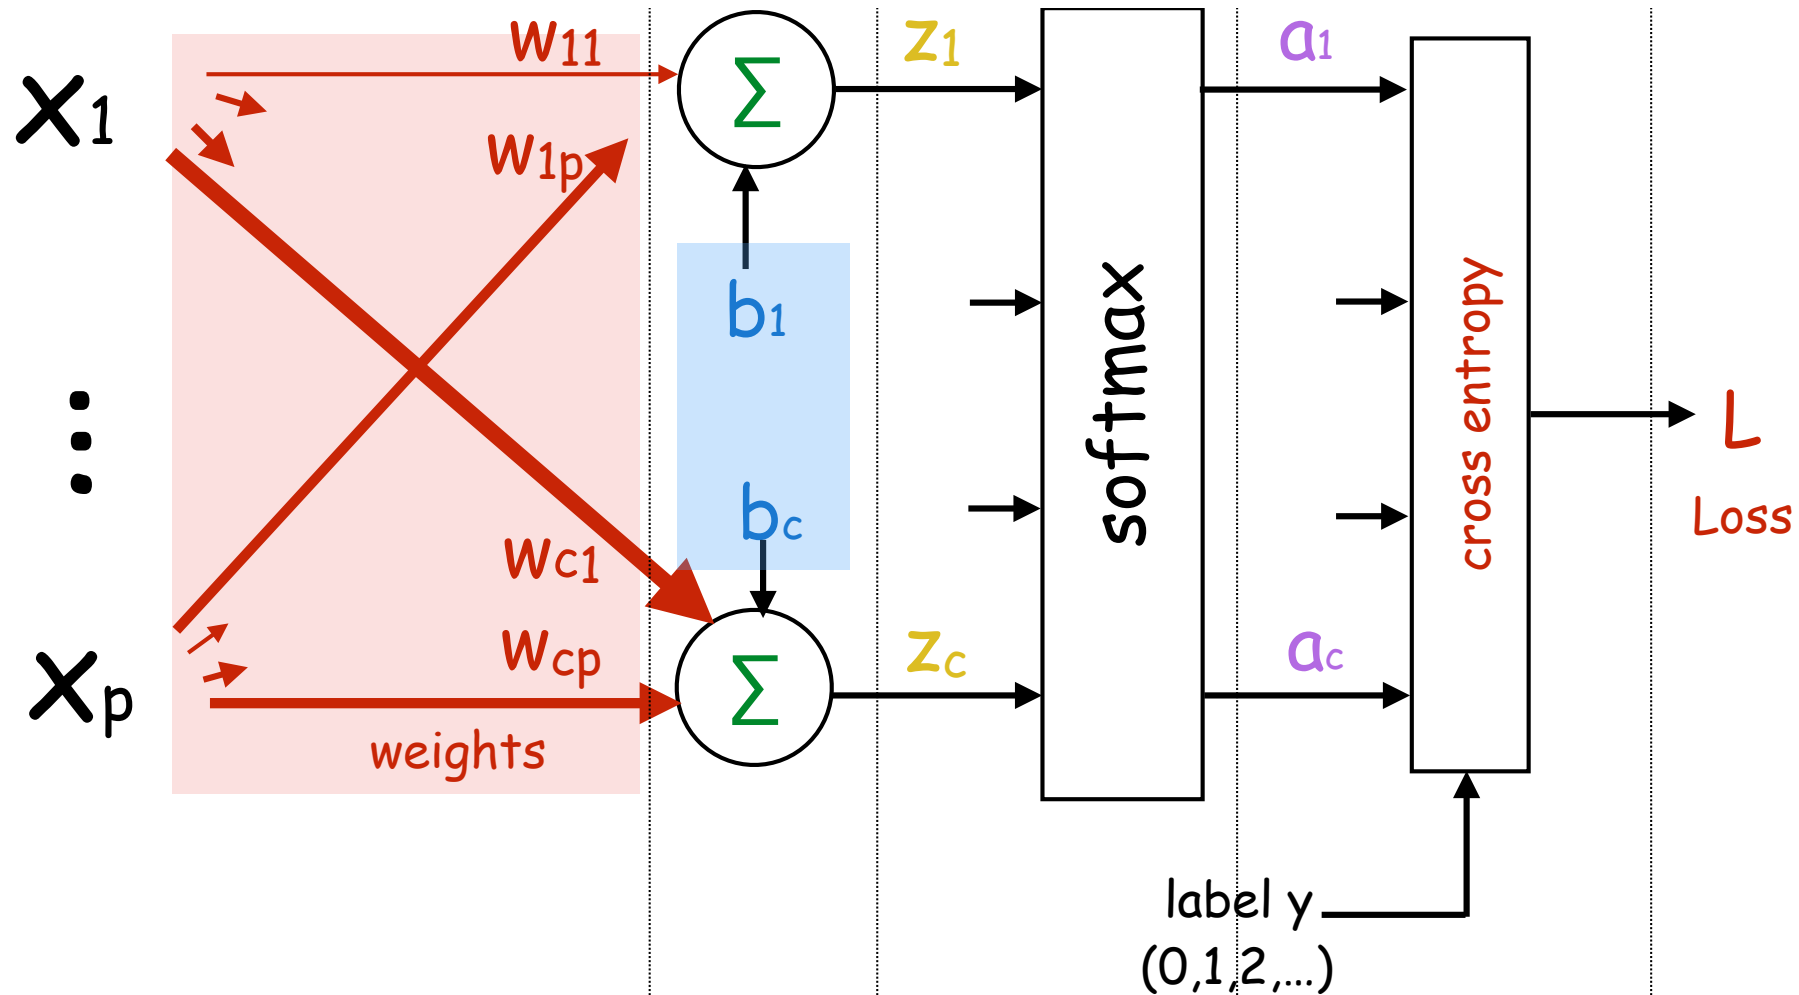 x1
⋮
xp
w11
w1p
wc1
wcp
weights
Σ
b1
bc
Σ
z1
zc
softmax
a1
ac
cross entropy
label y
(0,1,2,...)
L
Loss